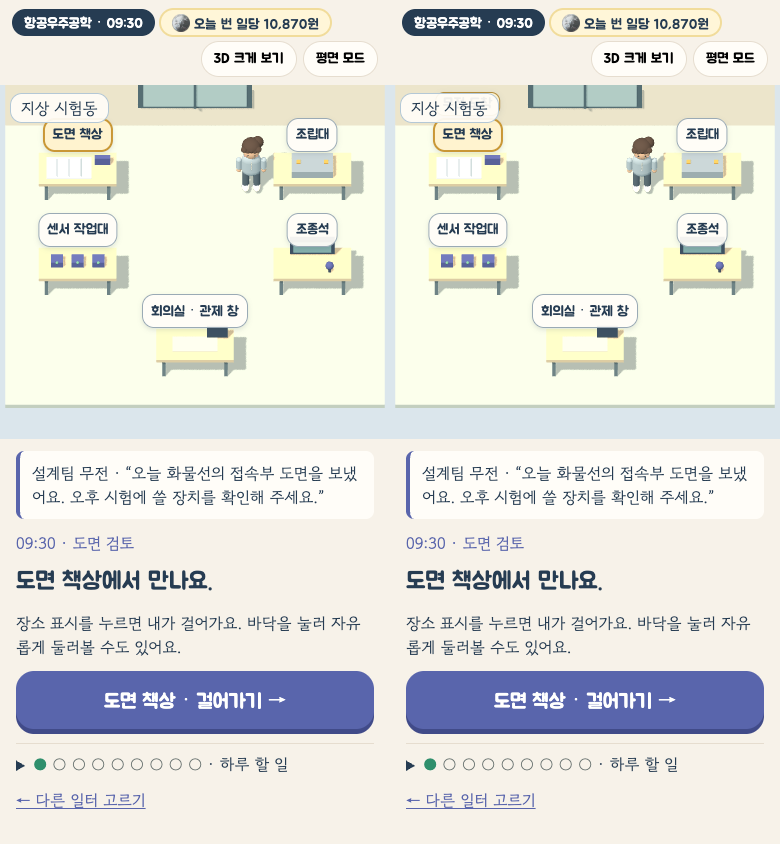 항공우주공학 · 09:30
오늘 번 일당 10,870원
3D 크게 보기
평면 모드
지상 시험동
도면 책상
조립대
센서 작업대
조종석
회의실 · 관제 창
설계팀 무전 · “오늘 화물선의 접속부 도면을 보냈
어요. 오후 시험에 쓸 장치를 확인해 주세요.”
09:30 · 도면 검토
도면 책상에서 만나요.
장소 표시를 누르면 내가 걸어가요. 바닥을 눌러 자유
롭게 둘러볼 수도 있어요.
도면 책상 · 걸어가기 →
▶ ● ○ ○ ○ ○ ○ ○ ○ ○ · 하루 할 일
← 다른 일터 고르기
항공우주공학 · 09:30
오늘 번 일당 10,870원
3D 크게 보기
평면 모드
지상 시험동
도면 책상
조립대
센서 작업대
조종석
회의실 · 관제 창
설계팀 무전 · “오늘 화물선의 접속부 도면을 보냈
어요. 오후 시험에 쓸 장치를 확인해 주세요.”
09:30 · 도면 검토
도면 책상에서 만나요.
장소 표시를 누르면 내가 걸어가요. 바닥을 눌러 자유
롭게 둘러볼 수도 있어요.
도면 책상 · 걸어가기 →
▶ ● ○ ○ ○ ○ ○ ○ ○ ○ · 하루 할 일
← 다른 일터 고르기